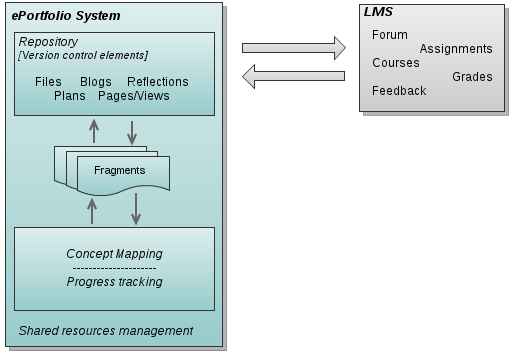 ePortfolio System
Repository
[Version control elements]
Files Blogs Reflections
Plans Pages/Views
Fragments
Concept Mapping
---------------------
Progress tracking
Shared resources management
LMS
Forum
Assignments
Courses
Grades
Feedback